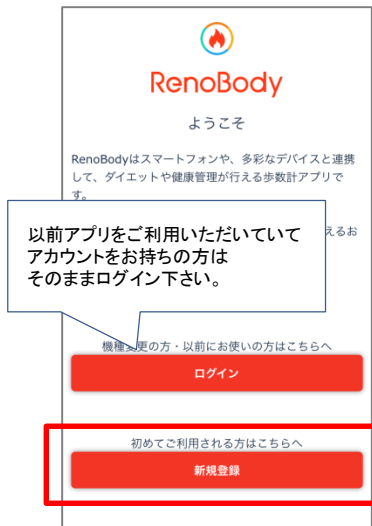 RenoBody
ようこそ
RenoBodyはスマートフォンや、多彩なデバイスと連携
して、ダイエットや健康管理が行える歩数計アプリで
す。
えるお
以前アプリをご利用いただいていて
アカウントをお持ちの方は
そのままログイン下さい。
機種変更の方・以前にお使いの方はこちらへ
ログイン
初めてご利用される方はこちらへ
新規登録